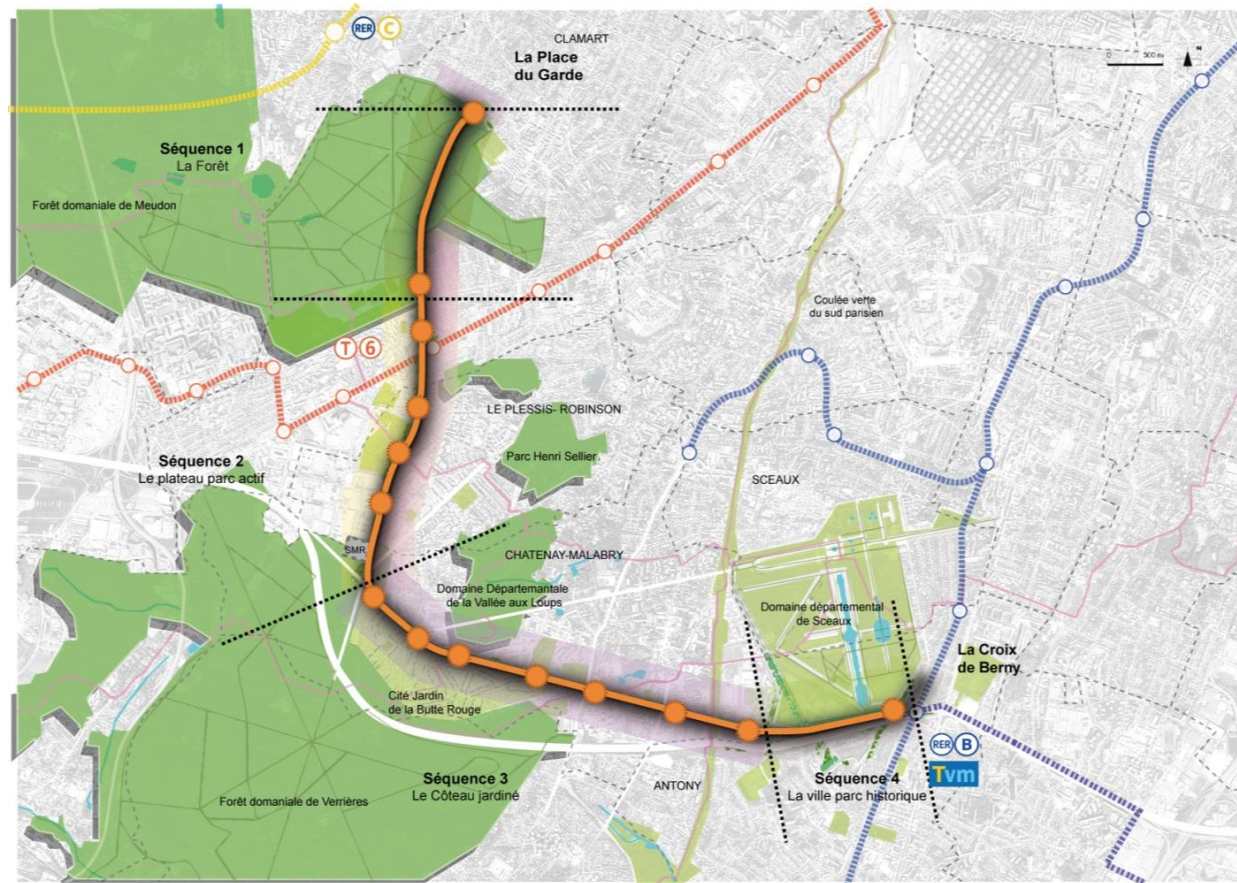 RER C
CLAMART
La Place
du Garde
0 500 m
N
Séquence 1
La Forêt
Forêt domaniale de Meudon
Coulée verte
du sud parisien
T 6
LE PLESSIS- ROBINSON
Parc Henri Sellier
Séquence 2
Le plateau parc actif
SCEAUX
SMR
CHATENAY-MALABRY
Domaine Départemantale
de la Vallée aux Loups
Domaine départemental
de Sceaux
La Croix
de Berny
Cité Jardin
de la Butte Rouge
RER B
Tvm
Séquence 3
Le Côteau jardiné
ANTONY
Séquence 4
La ville parc historique
Forêt domaniale de Verrières